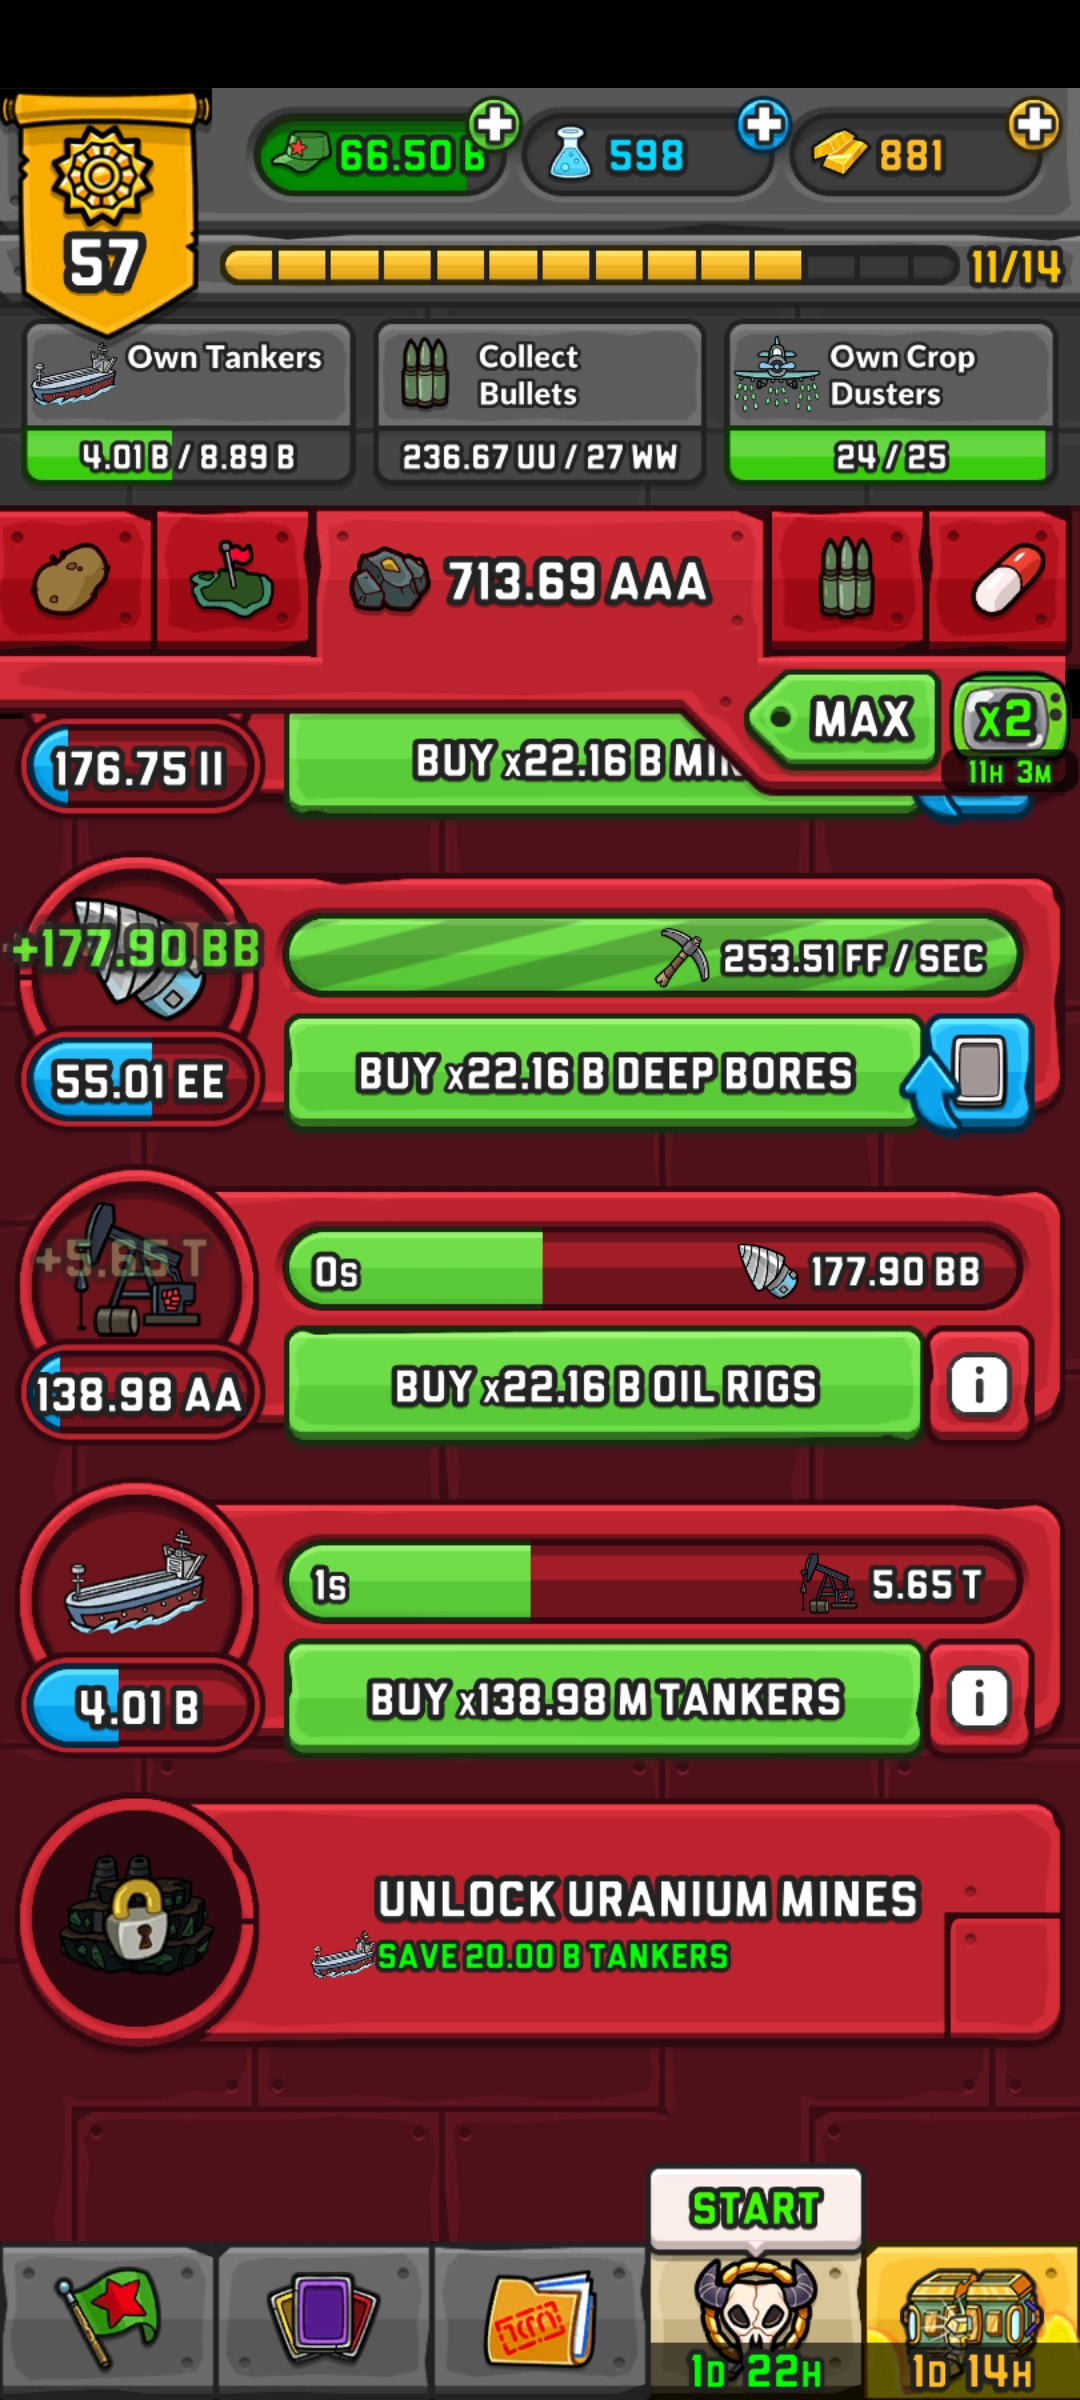 66.50 B
598
881
57
11/14
Own Tankers
4.01 B / 8.89 B
Collect
Bullets
236.67 UU / 27 WW
Own Crop
Dusters
24 / 25
713.69 AAA
MAX
x2
11H 3M
176.75 II
BUY x22.16 B
+177.90 BB
253.51 FF / SEC
55.01 EE
BUY x22.16 B DEEP BORES
+5.65 T
0s
177.90 BB
138.98 AA
BUY x22.16 B OIL RIGS
i
1s
5.65 T
4.01 B
BUY x138.98 M TANKERS
i
UNLOCK URANIUM MINES
SAVE 20.00 B TANKERS
START
1D 22H
1D 14H